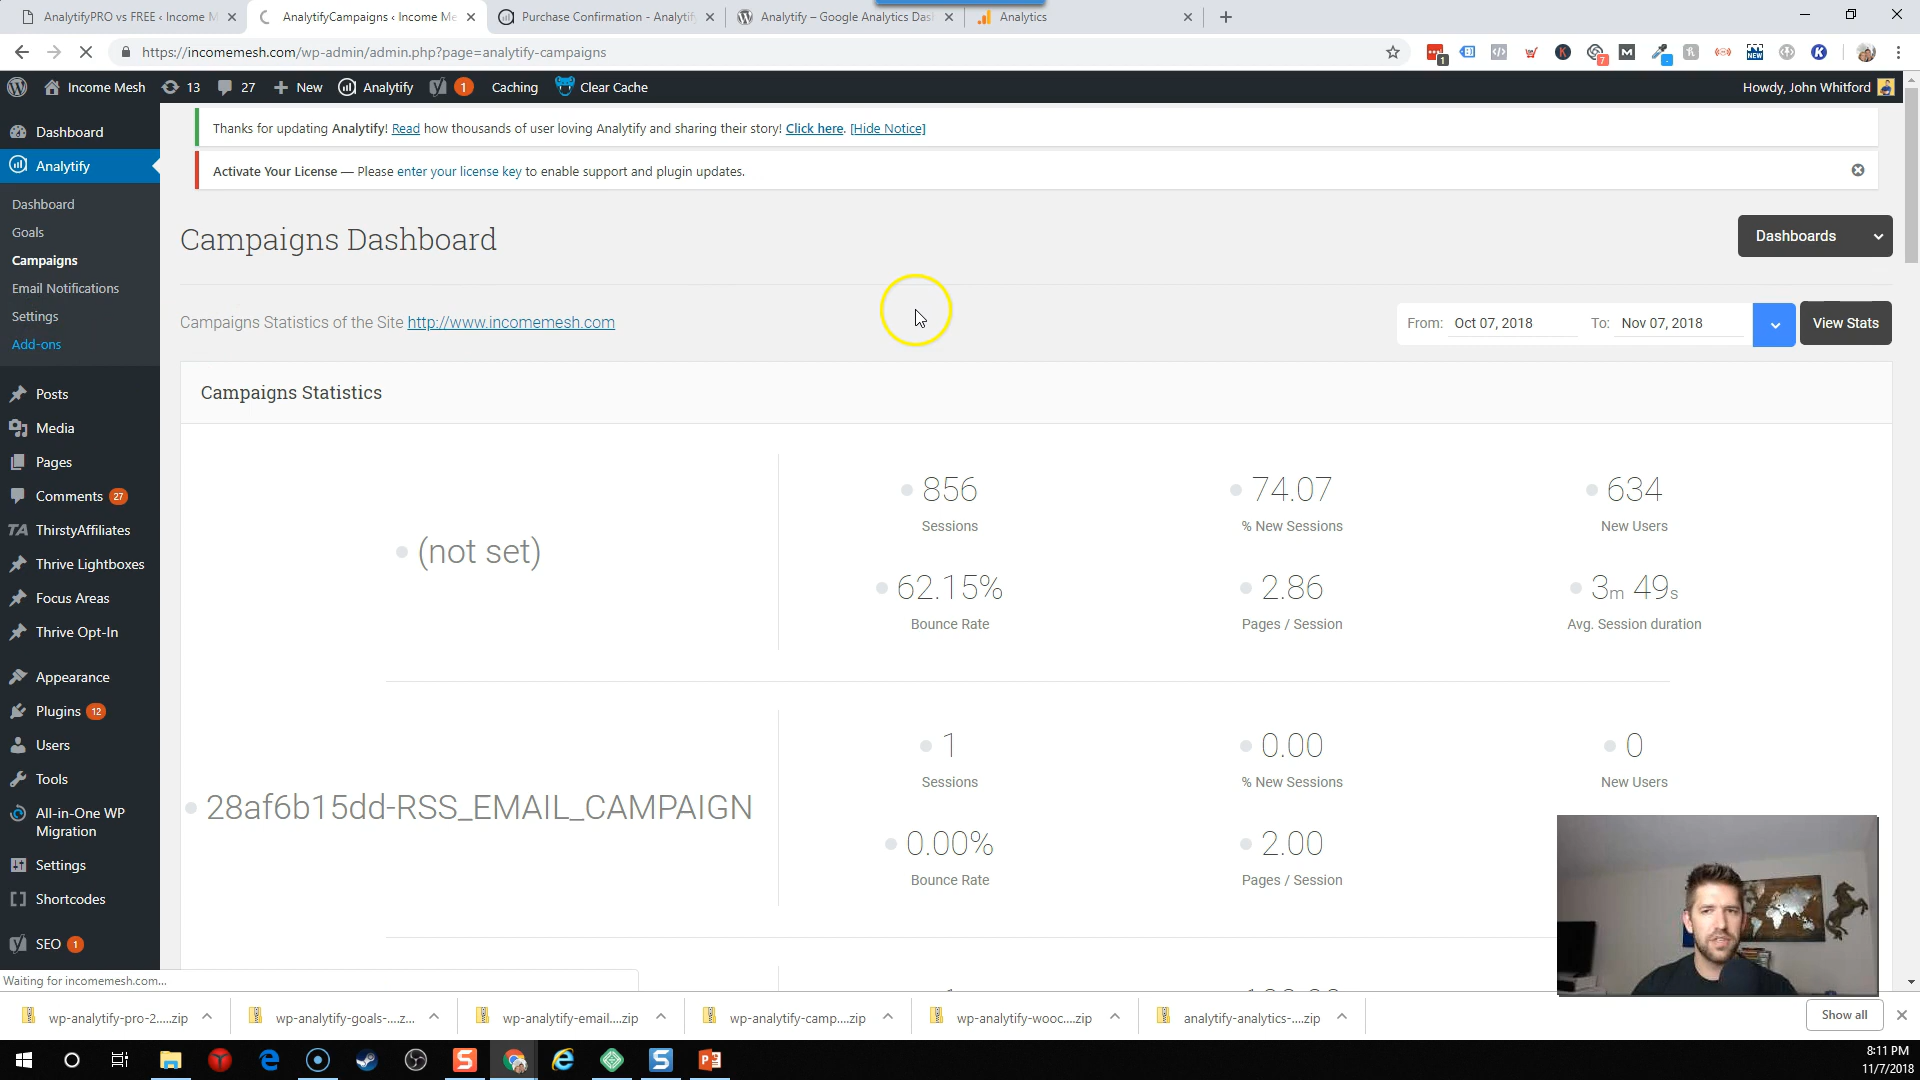 AnalytifyPRO vs FREE ‹ Income M
AnalytifyCampaigns ‹ Income Me
Purchase Confirmation - Analytify
Analytify – Google Analytics Das
Analytics
https://incomemesh.com/wp-admin/admin.php?page=analytify-campaigns
Income Mesh 13 27 New Analytify 1 Caching Clear Cache Howdy, John Whitford
Dashboard
Analytify
Dashboard
Goals
Campaigns
Email Notifications
Settings
Add-ons
Posts
Media
Pages
Comments 27
ThirstyAffiliates
Thrive Lightboxes
Focus Areas
Thrive Opt-In
Appearance
Plugins 12
Users
Tools
All-in-One WP
Migration
Settings
Shortcodes
SEO 1
Thanks for updating Analytify! Read how thousands of user loving Analytify and sharing their story! Click here. [Hide Notice]
Activate Your License — Please enter your license key to enable support and plugin updates.
Campaigns Dashboard
Dashboards
Campaigns Statistics of the Site http://www.incomemesh.com
From: Oct 07, 2018 To: Nov 07, 2018
View Stats
Campaigns Statistics
(not set)
856 74.07 634
Sessions % New Sessions New Users
62.15% 2.86 3m 49s
Bounce Rate Pages / Session Avg. Session duration
28af6b15dd-RSS_EMAIL_CAMPAIGN
1 0.00 0
Sessions % New Sessions New Users
0.00% 2.00
Bounce Rate Pages / Session
Waiting for incomemesh.com...
wp-analytify-pro-2.....zip
wp-analytify-goals-....z...
wp-analytify-email....zip
wp-analytify-camp....zip
wp-analytify-wooc....zip
analytify-analytics-....zip
Show all
8:11 PM
11/7/2018